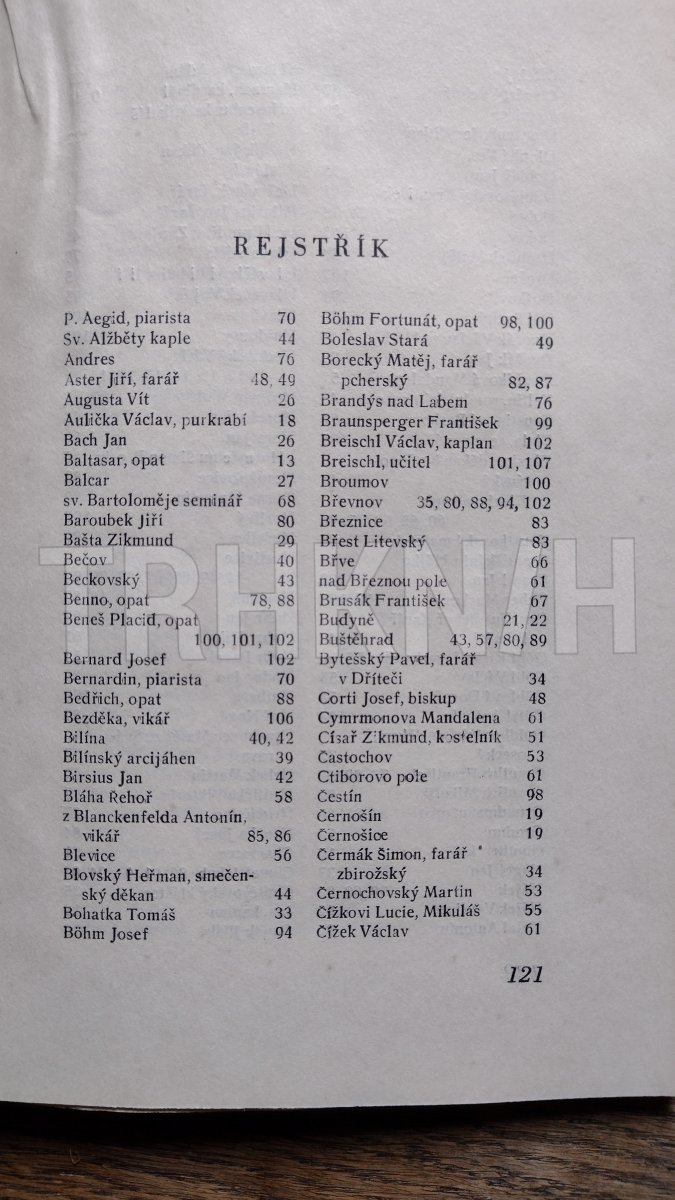 REJSTŘÍK
P. Aegid, piarista 70
Sv. Alžběty kaple 44
Andres 76
Aster Jiří, farář 48, 49
Augusta Vít 26
Aulička Václav, purkrabí 18
Bach Jan 26
Baltasar, opat 13
Balcar 27
sv. Bartoloměje seminář 68
Baroubek Jiří 80
Bašta Zikmund 29
Bečov 40
Beckovský 43
Benno, opat 78, 88
Beneš Placid, opat
100, 101, 102
Bernard Josef 102
Bernardin, piarista 70
Bedřich, opat 88
Bezděka, vikář 106
Bilína 40, 42
Bilínský arcijáhen 39
Birsius Jan 42
Bláha Řehoř 58
z Blanckenfelda Antonín,
vikář 85, 86
Blevice 56
Blovský Heřman, smečen-
ský děkan 44
Bohatka Tomáš 33
Böhm Josef 94
Böhm Fortunát, opat 98, 100
Boleslav Stará 49
Borecký Matěj, farář
pcherský 82, 87
Brandýs nad Labem 76
Braunsperger František 99
Breischl Václav, kaplan 102
Breischl, učitel 101, 107
Broumov 100
Břevnov 35, 80, 88, 94, 102
Březnice 83
Břest Litevský 83
Břve 66
nad Březnou pole 61
Brusák František 67
Budyně 21, 22
Buštěhrad 43, 57, 80, 89
Bytešský Pavel, farář
v Dříteči 34
Corti Josef, biskup 48
Cymrmonova Mandalena 61
Císař Zikmund, kostelník 51
Častochov 53
Ctiborovo pole 61
Čestín 98
Černošín 19
Černošice 19
Čermák Šimon, farář
zbirožský 34
Černochovský Martin 53
Čížkovi Lucie, Mikuláš 55
Čížek Václav 61
121
TRHKNIH